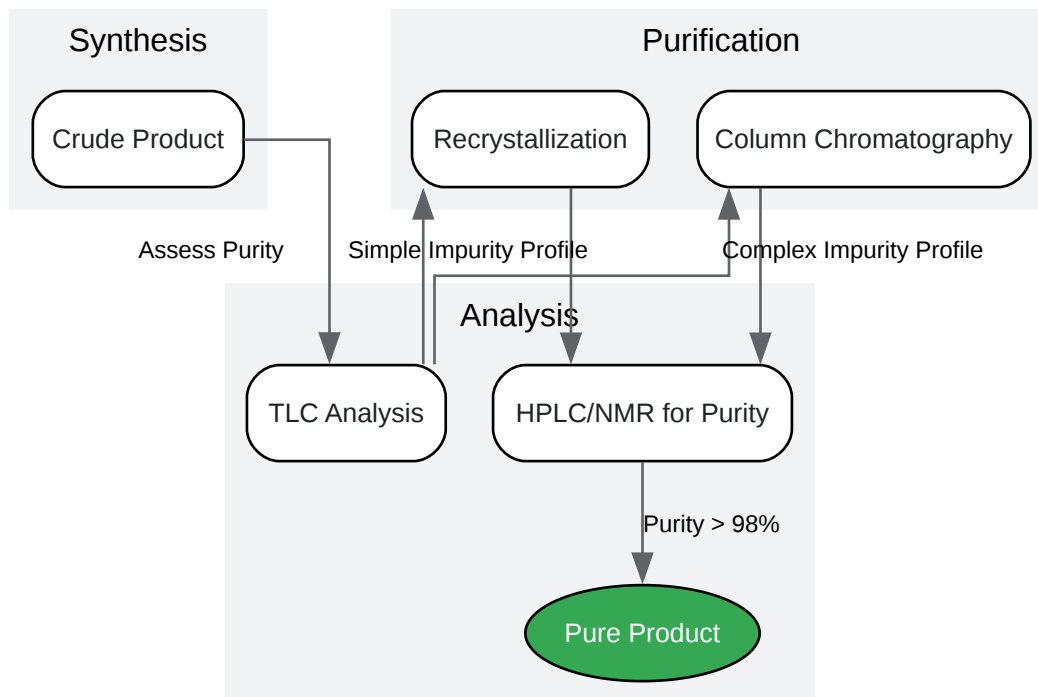 Synthesis
Purification
Crude Product
Recrystallization
Column Chromatography
Assess Purity
Simple Impurity Profile
Complex Impurity Profile
Analysis
TLC Analysis
HPLC/NMR for Purity
Purity > 98%
Pure Product